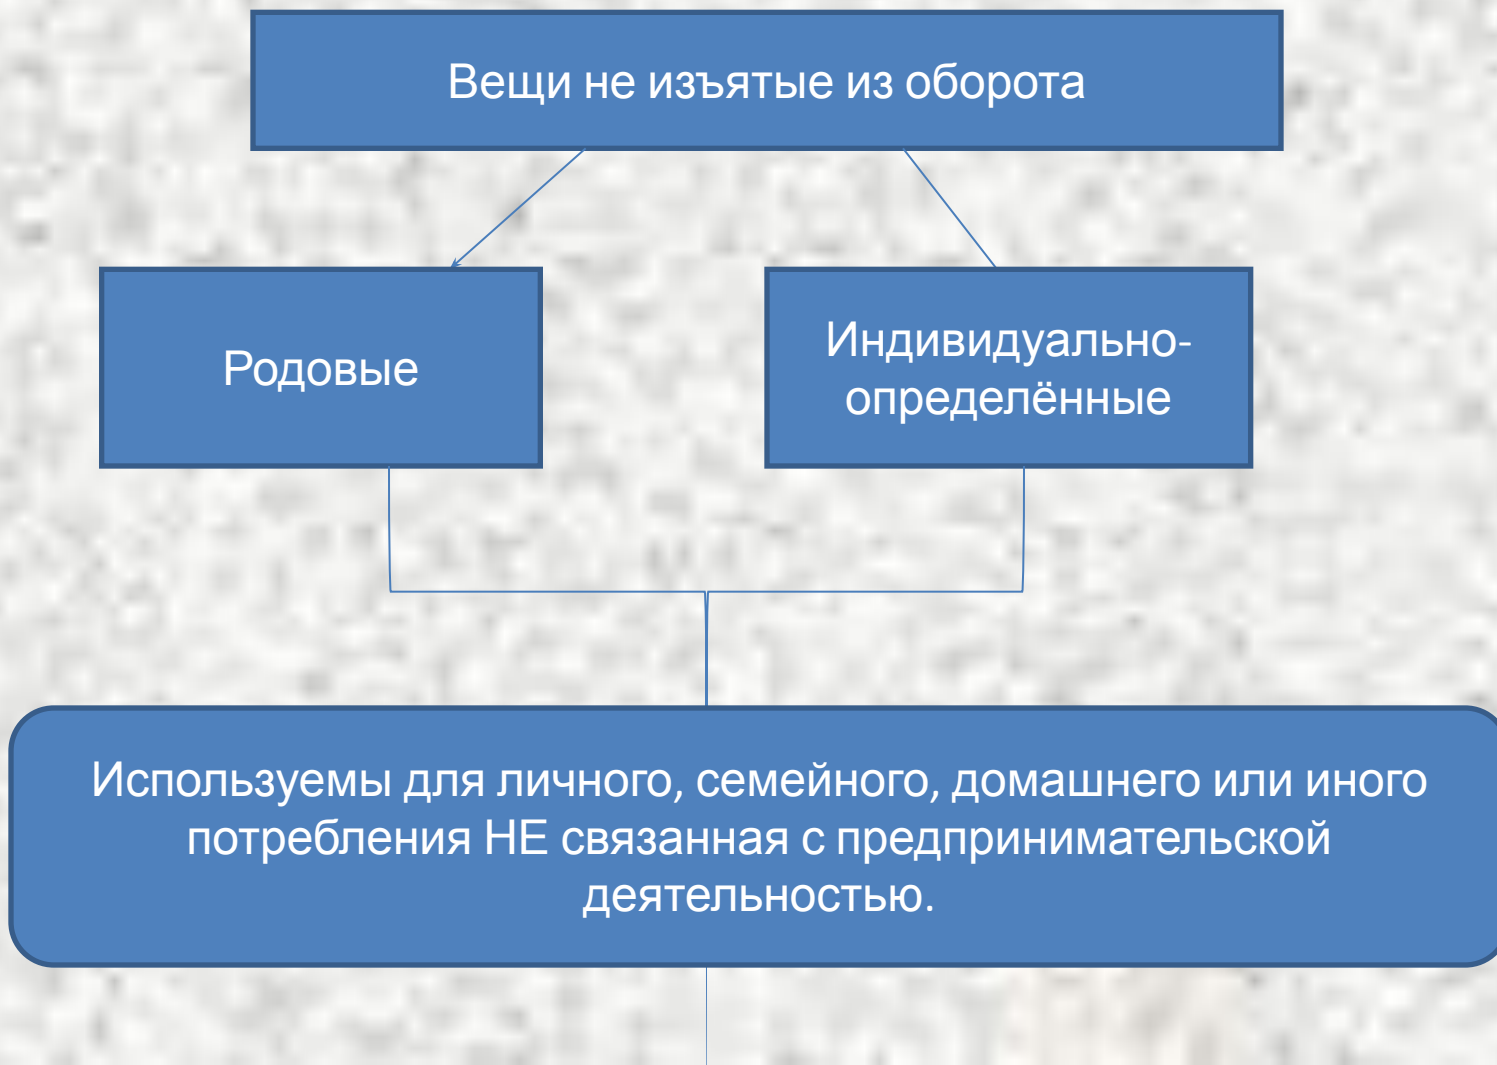 Вещи не изъятые из оборота
Родовые
Индивидуально-
определённые
Используемы для личного, семейного, домашнего или иного
потребления НЕ связанная с предпринимательской
деятельностью.